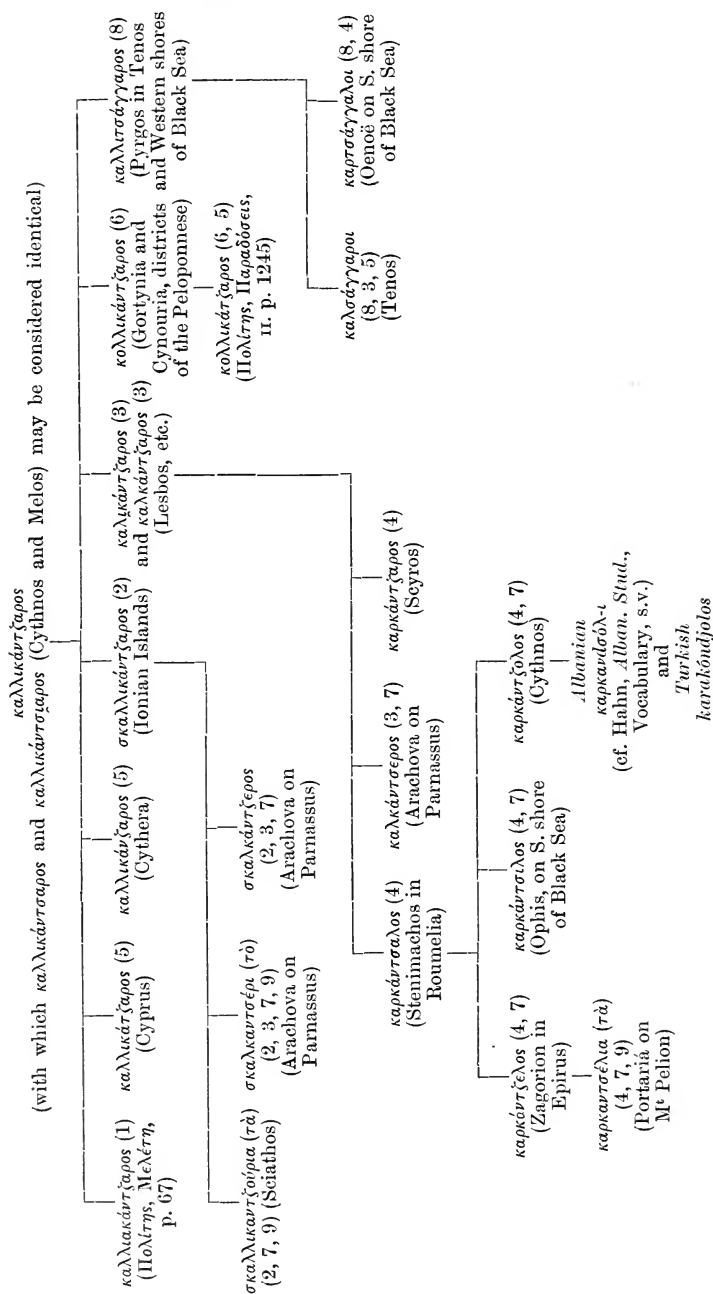 καλλικάντζαρος
(with which καλλικάντσαρος and καλλικάντσιαρος (Cythnos and Melos) may be considered identical)
καλλιακάντζαρος (1)
(Πολίτης, Μελέτη,
p. 67)
καλλικάτζαρος (5)
(Cyprus)
καλλικάνζαρος (5)
(Cythera)
σκαλλικάντζαρος (2)
(Ionian Islands)
καλικάντζαρος (3)
and καλκάντζαρος (3)
(Lesbos, etc.)
κολλικάντζαρος (6)
(Gortynia and
Cynouria, districts
of the Peloponnese)
καλλιτσάγγαρος (8)
(Pyrgos in Tenos
and Western shores
of Black Sea)
κολλικάτζαρος (6, 5)
(Πολίτης, Παραδόσεις,
II. p. 1245)
σκαλλικαντζούρια (τὰ)
(2, 7, 9) (Sciathos)
σκαλκαντσέρι (τὸ)
(2, 3, 7, 9)
(Arachova on
Parnassus)
σκαλκάντζερος
(2, 3, 7)
(Arachova on
Parnassus)
καλσάγγαροι
(8, 3, 5)
(Tenos)
καρτσάγγαλοι (8, 4)
(Oenoë on S. shore
of Black Sea)
καρκάντσαλος (4)
(Stenimachos in
Roumelia)
καλκάντσερος (3, 7)
(Arachova on
Parnassus)
καρκάντζαρος (4)
(Scyros)
καρκάντζελος (4, 7)
(Zagorion in
Epirus)
καρκάντσιλος (4, 7)
(Ophis, on S. shore
of Black Sea)
καρκάντζολος (4, 7)
(Cythnos)
καρκαντσέλια (τὰ)
(4, 7, 9)
(Portariá on
Mt Pelion)
Albanian
καρκανdσόλ-ι
(cf. Hahn, Alban. Stud.,
Vocabulary, s.v.)
and
Turkish
karakóndjolos